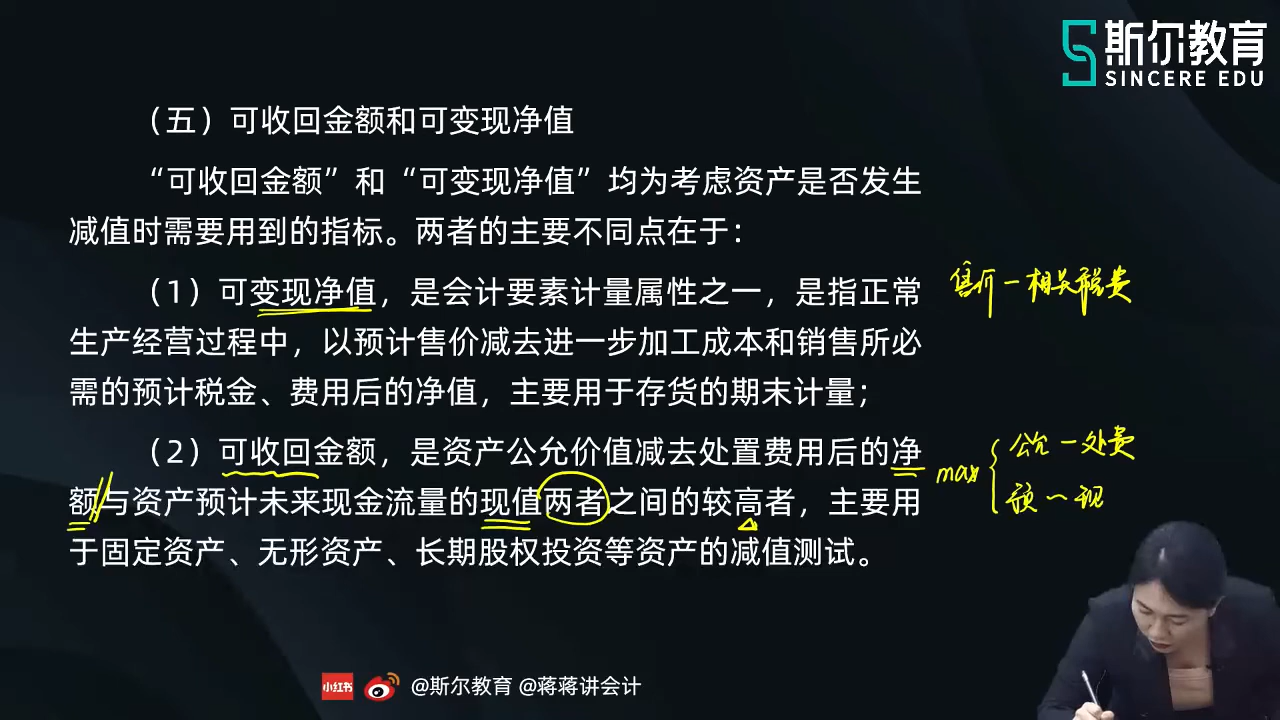 斯尔教育
SINCERE EDU
（五）可收回金额和可变现净值
“可收回金额”和“可变现净值”均为考虑资产是否发生
减值时需要用到的指标。两者的主要不同点在于：
（1）可变现净值，是会计要素计量属性之一，是指正常
售价－相关税费
生产经营过程中，以预计售价减去进一步加工成本和销售所必
需的预计税金、费用后的净值，主要用于存货的期末计量；
（2）可收回金额，是资产公允价值减去处置费用后的净
公允－处费
max
额与资产预计未来现金流量的现值两者之间的较高者，主要用
预－现
于固定资产、无形资产、长期股权投资等资产的减值测试。
小红书 @斯尔教育 @蒋蒋讲会计